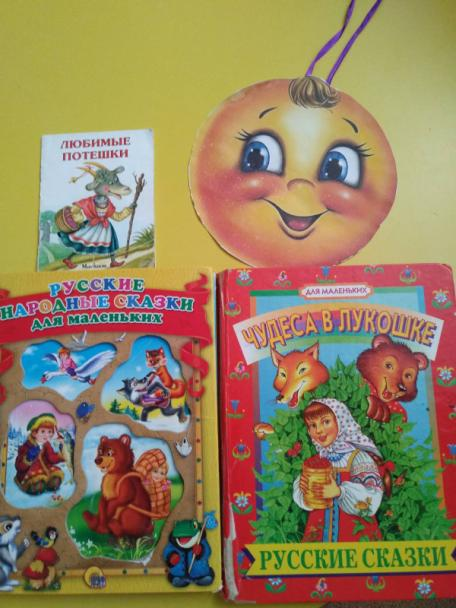 ЛЮБИМЫЕ
ПОТЕШКИ
РУССКИЕ
НАРОДНЫЕ СКАЗКИ
для маленьких
ДЛЯ МАЛЕНЬКИХ
ЧУДЕСА В ЛУКОШКЕ
РУССКИЕ СКАЗКИ